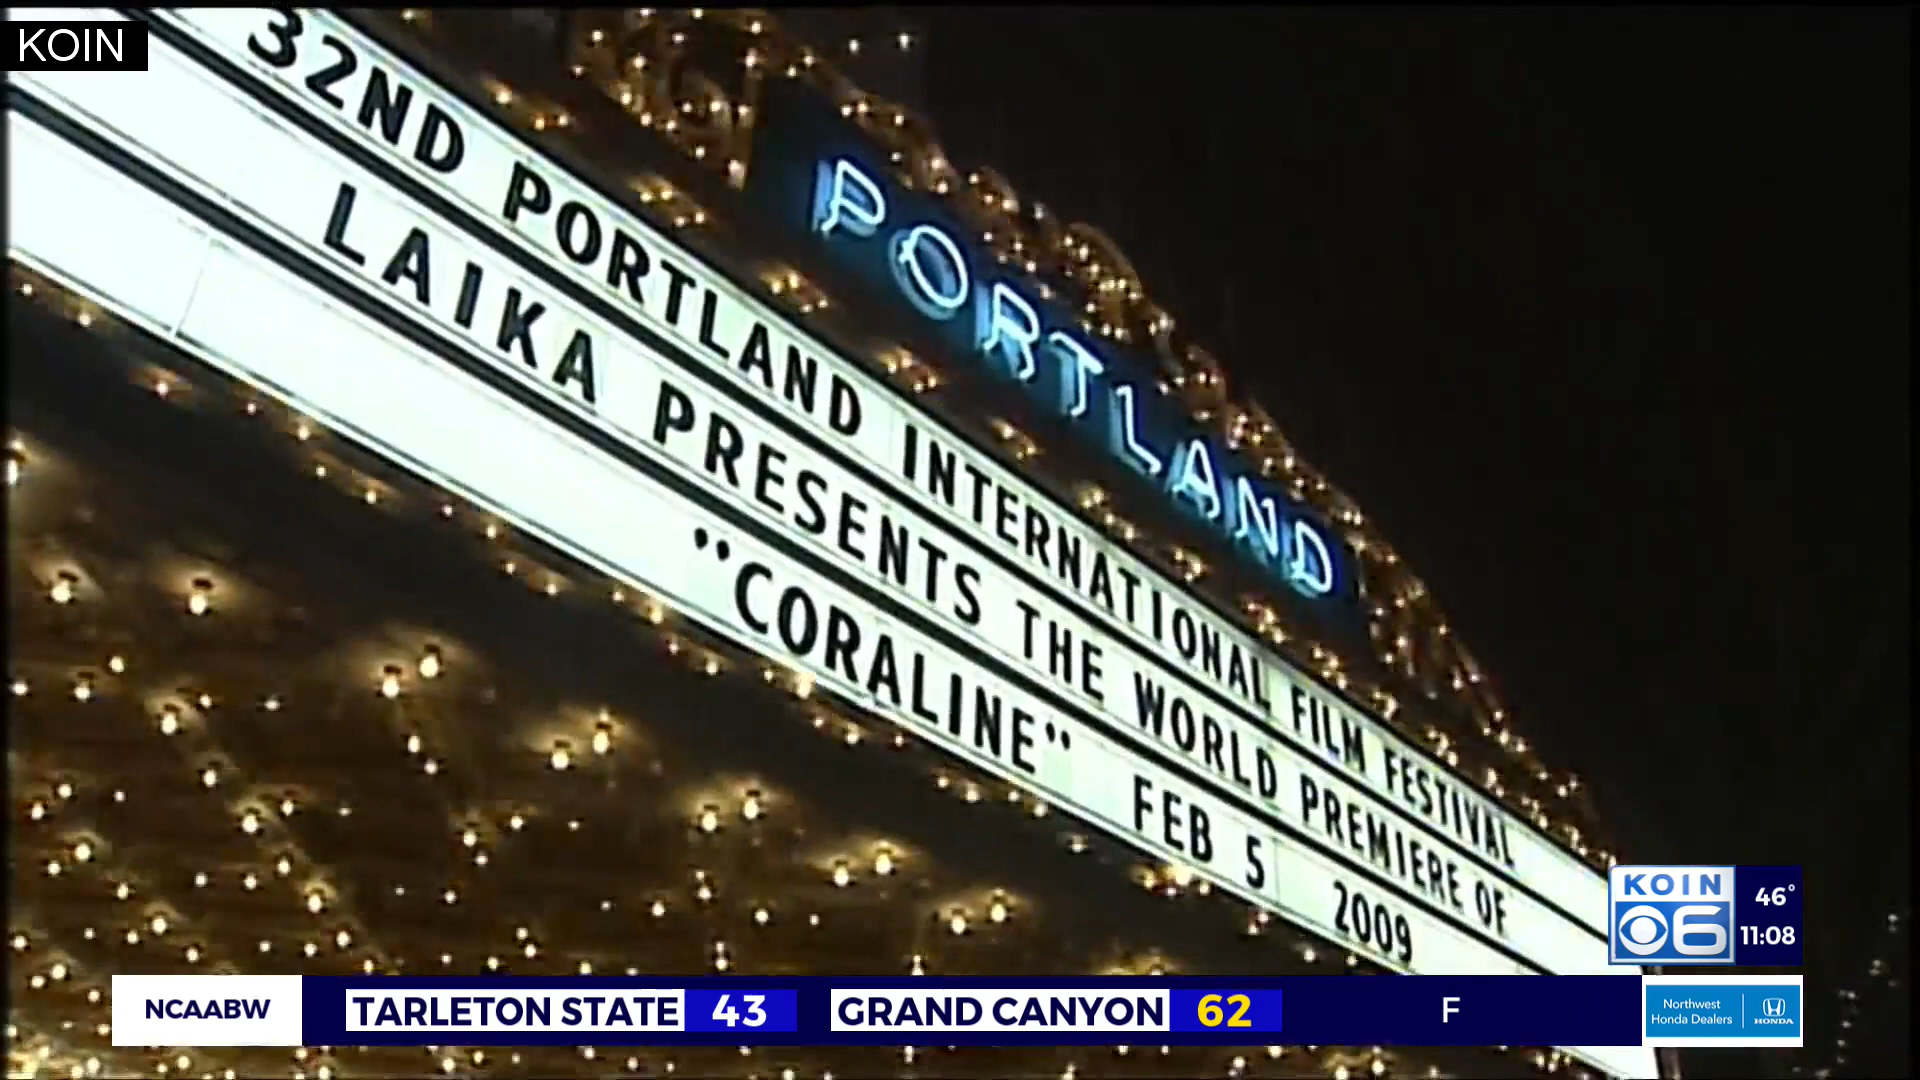 KOIN
PORTLAND
32ND PORTLAND INTERNATIONAL FILM FESTIVAL
LAIKA PRESENTS THE WORLD PREMIERE OF
"CORALINE" FEB 5 2009
KOIN 6
46°
11:08
NCAABW TARLETON STATE 43 GRAND CANYON 62 F
Northwest
Honda Dealers
HONDA